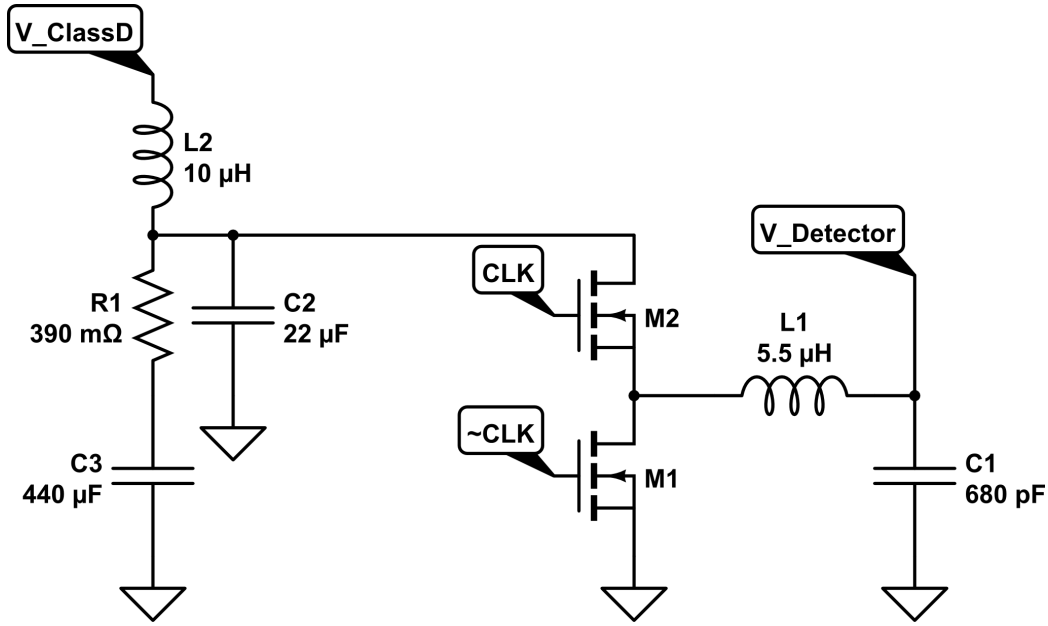 V_ClassD
L2
10 µH
V_Detector
CLK
R1
390 mΩ
C2
22 µF
M2
L1
5.5 µH
~CLK
C3
440 µF
M1
C1
680 pF